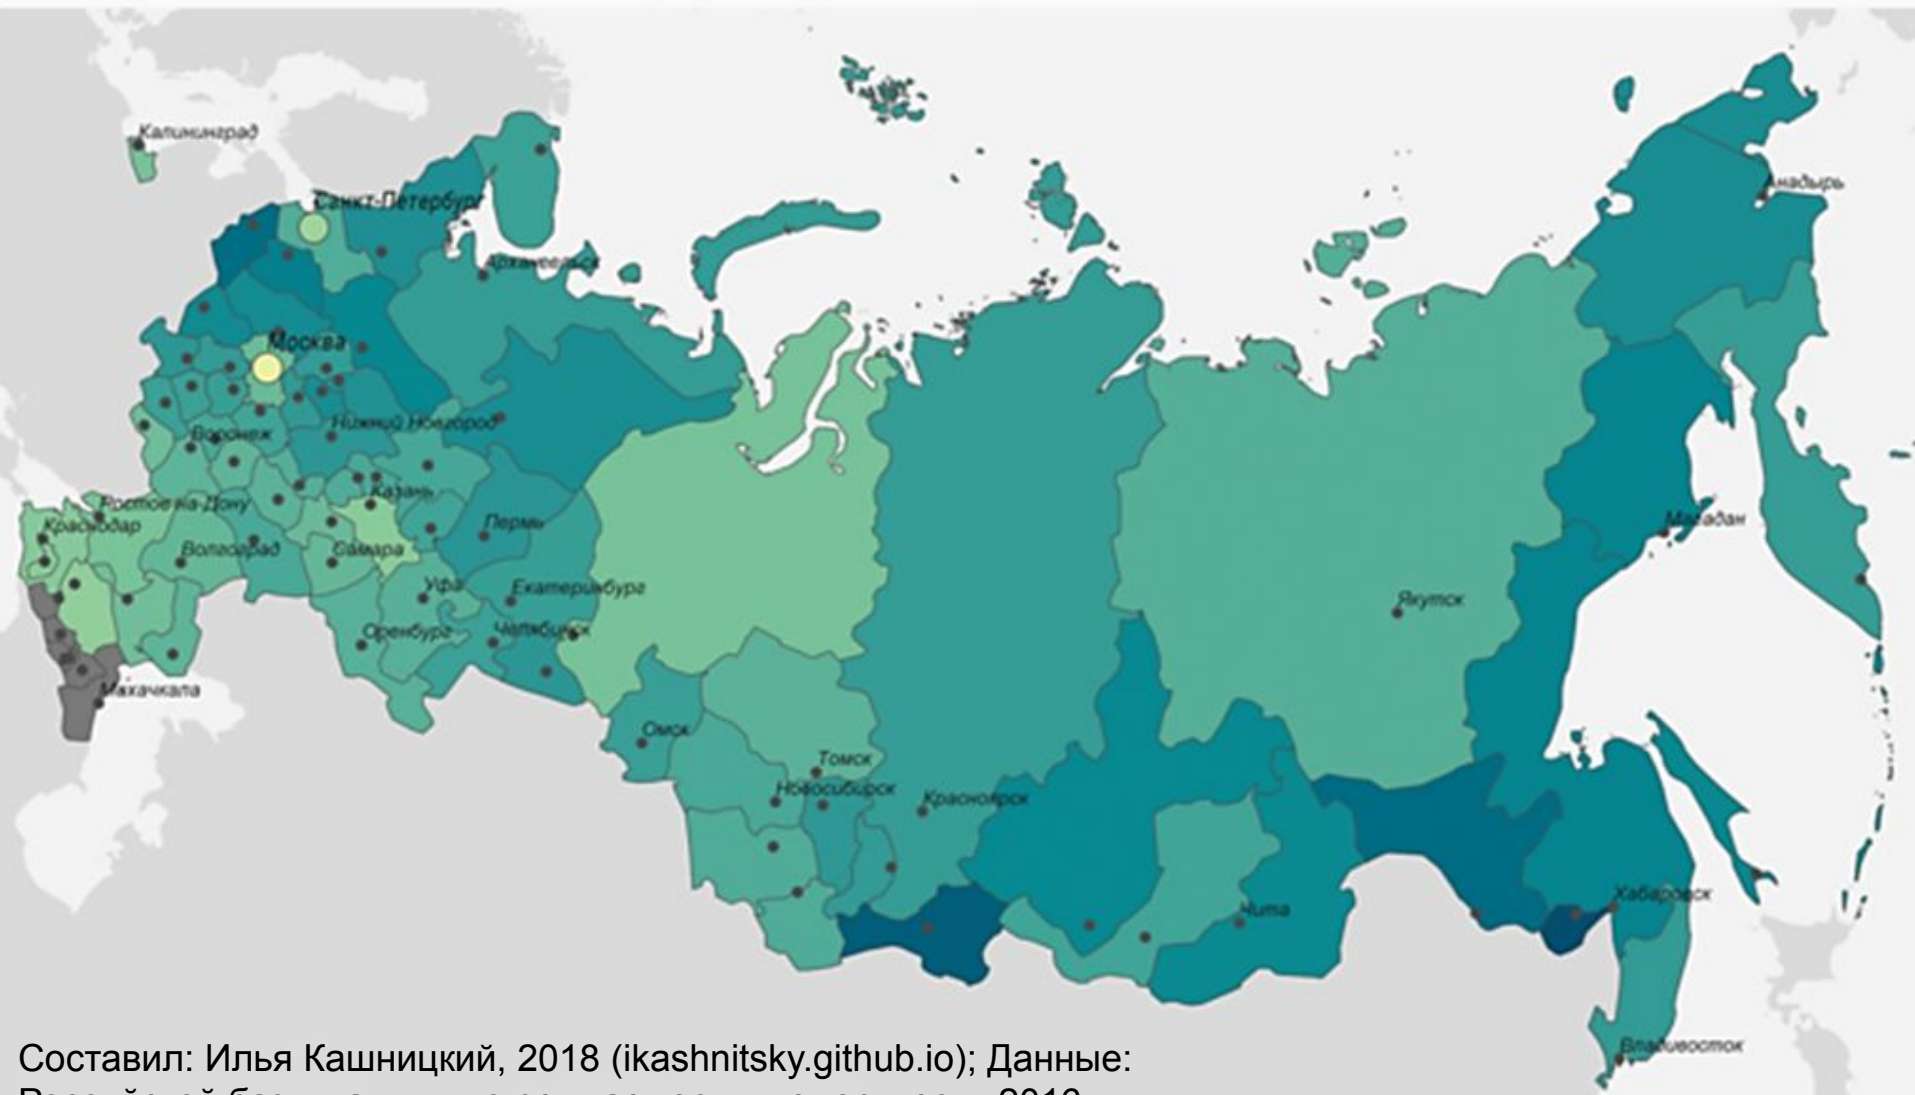 Калининград
Санкт-Петербург
Анадырь
Архангельск
Москва
Нижний Новгород
Воронеж
Казань
Ростов-на-Дону
Краснодар
Пермь
Магадан
Волгоград
Самара
Уфа
Екатеринбург
Якутск
Оренбург
Челябинск
Махачкала
Омск
Томск
Новосибирск
Красноярск
Хабаровск
Чита
Владивосток
Составил: Илья Кашницкий, 2018 (ikashnitsky.github.io); Данные: